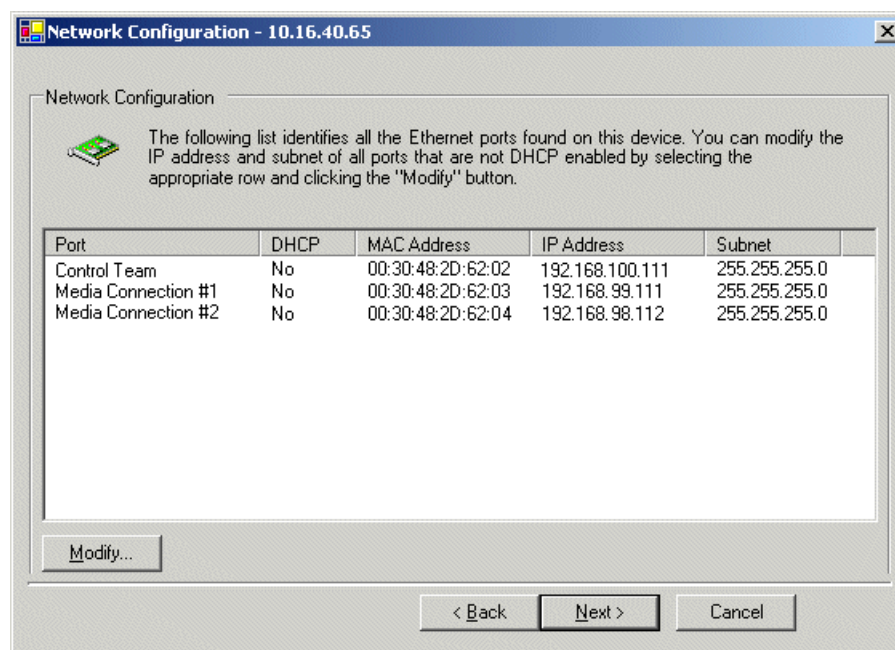 Network Configuration - 10.16.40.65
Network Configuration
The following list identifies all the Ethernet ports found on this device. You can modify the
IP address and subnet of all ports that are not DHCP enabled by selecting the
appropriate row and clicking the "Modify" button.
Port DHCP MAC Address IP Address Subnet
Control Team No 00:30:48:2D:62:02 192.168.100.111 255.255.255.0
Media Connection #1 No 00:30:48:2D:62:03 192.168.99.111 255.255.255.0
Media Connection #2 No 00:30:48:2D:62:04 192.168.98.112 255.255.255.0
Modify...
< Back Next > Cancel